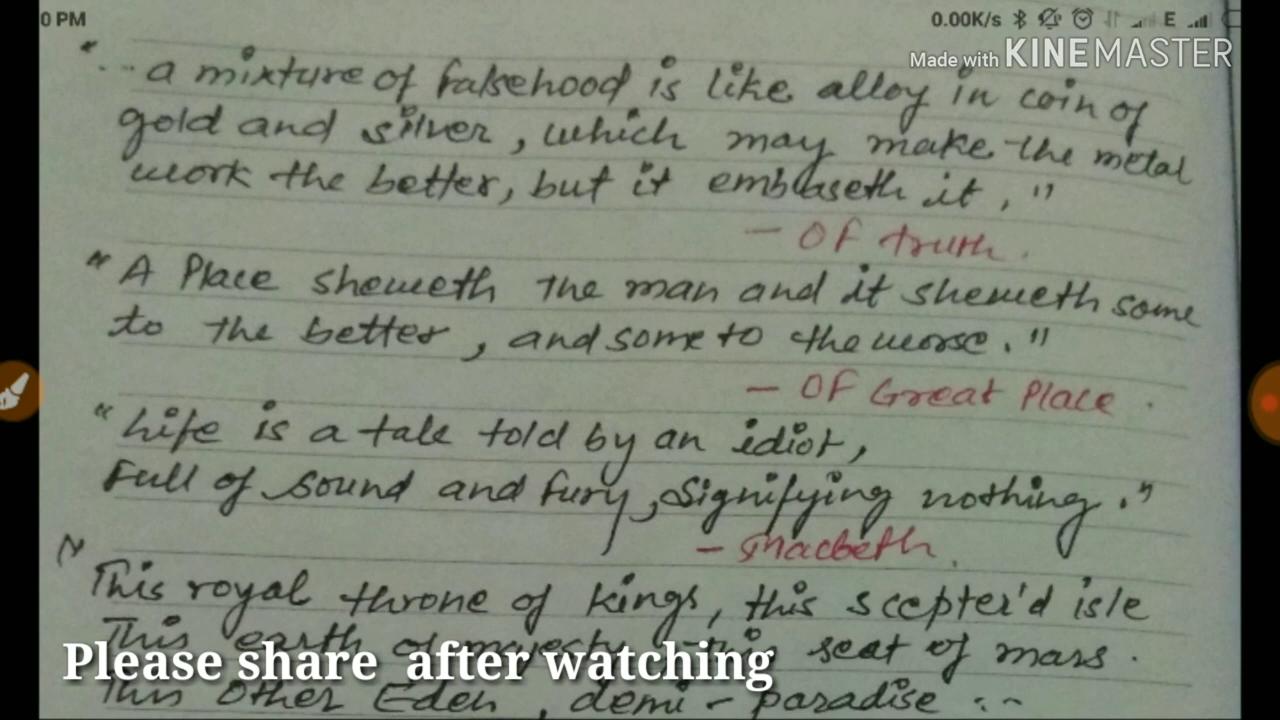 0 PM 0.00K/s E
Made with KINEMASTER
"... a mixture of falsehood is like alloy in coin of
gold and silver, which may make the metal
work the better, but it embaseth it,"
- OF truth.
"A Place sheweth the man and it sheweth some
to the better, and some to the worse."
- OF Great Place.
"Life is a tale told by an idiot,
Full of sound and fury, Signifying nothing."
- Macbeth.
"This royal throne of kings, this scepter'd isle
This earth of majesty this seat of mars.
Please share after watching
This other Eden, demi - paradise ...